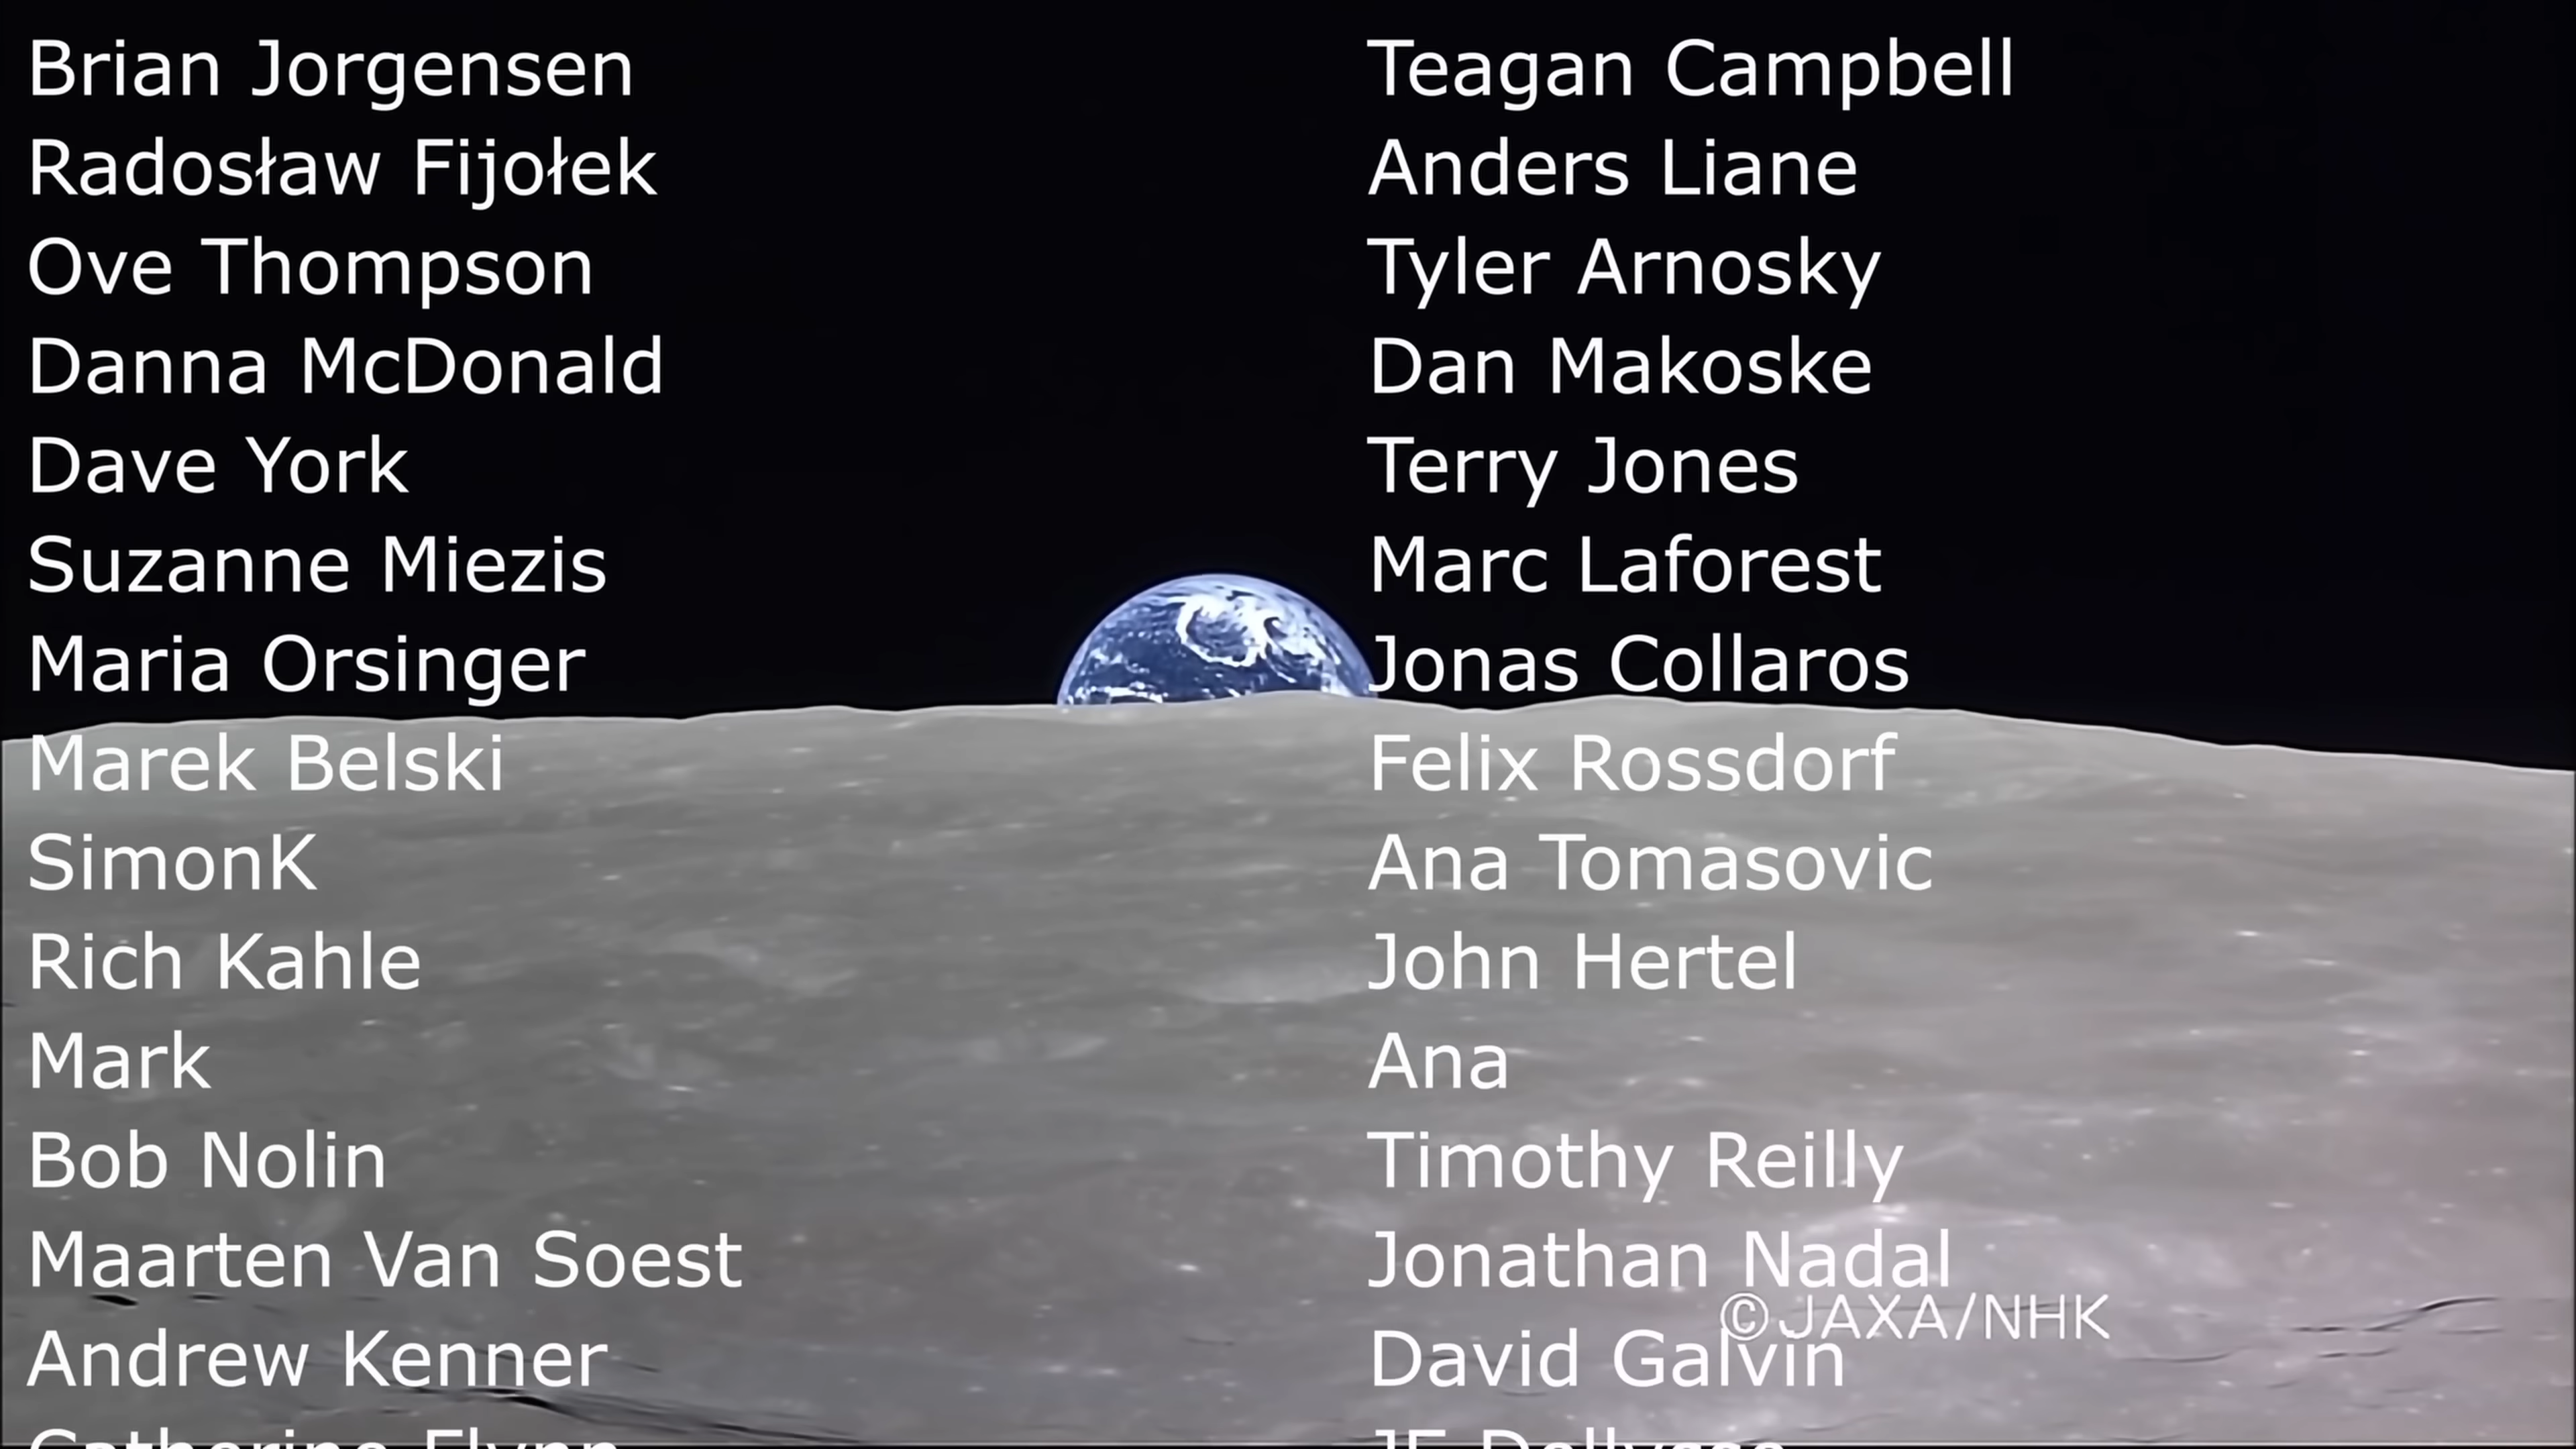 Brian Jorgensen
Radosław Fijołek
Ove Thompson
Danna McDonald
Dave York
Suzanne Miezis
Maria Orsinger
Marek Belski
SimonK
Rich Kahle
Mark
Bob Nolin
Maarten Van Soest
Andrew Kenner
Catherine Flynn
Teagan Campbell
Anders Liane
Tyler Arnosky
Dan Makoske
Terry Jones
Marc Laforest
Jonas Collaros
Felix Rossdorf
Ana Tomasovic
John Hertel
Ana
Timothy Reilly
Jonathan Nadal
©JAXA/NHK
David Galvin